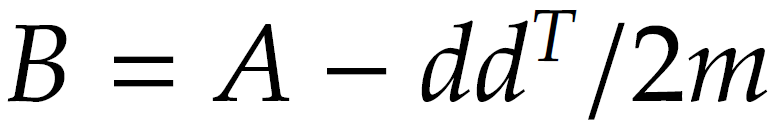 B = A − dd^T/2m